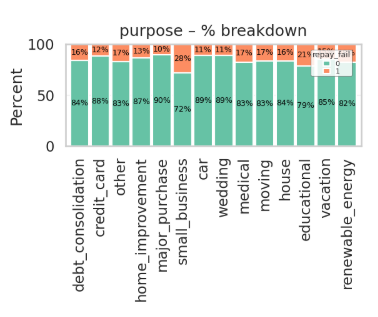 purpose – % breakdown
Percent
100
50
0
16% 12% 17% 13% 10% 28% 11% 11% 17% 17% 16% 21% 15%
84% 88% 83% 87% 90% 72% 89% 89% 83% 83% 84% 79% 85% 82%
repay_fail
0
1
debt_consolidation
credit_card
other
home_improvement
major_purchase
small_business
car
wedding
medical
moving
house
educational
vacation
renewable_energy